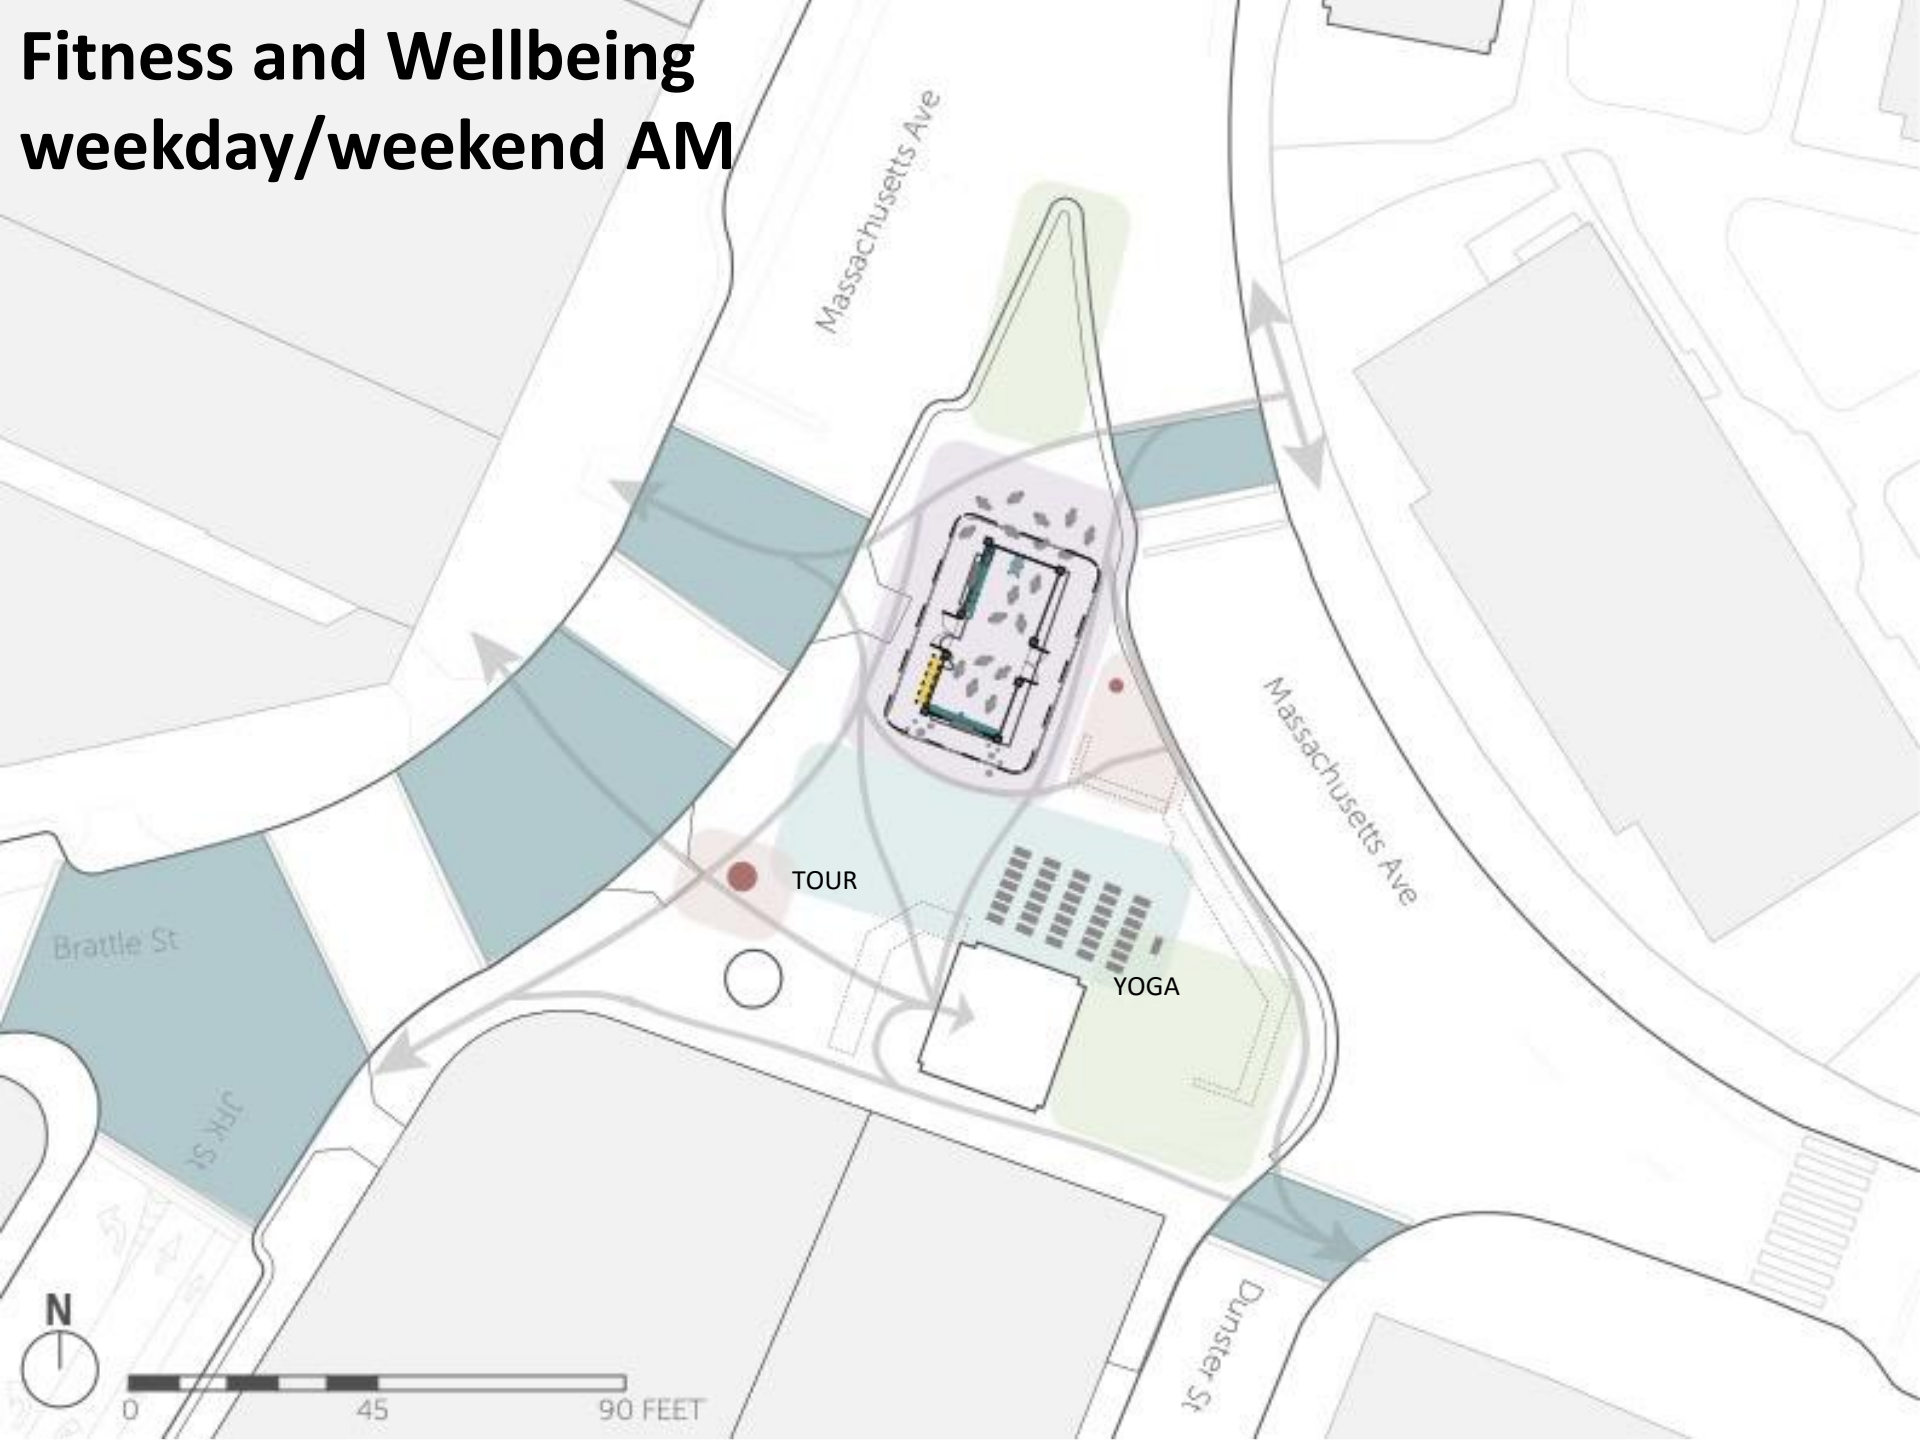 Fitness and Wellbeing
weekday/weekend AM
Massachusetts Ave
Massachusetts Ave
TOUR
Brattle St
YOGA
JFK St
Dunster St
N
0 45 90 FEET